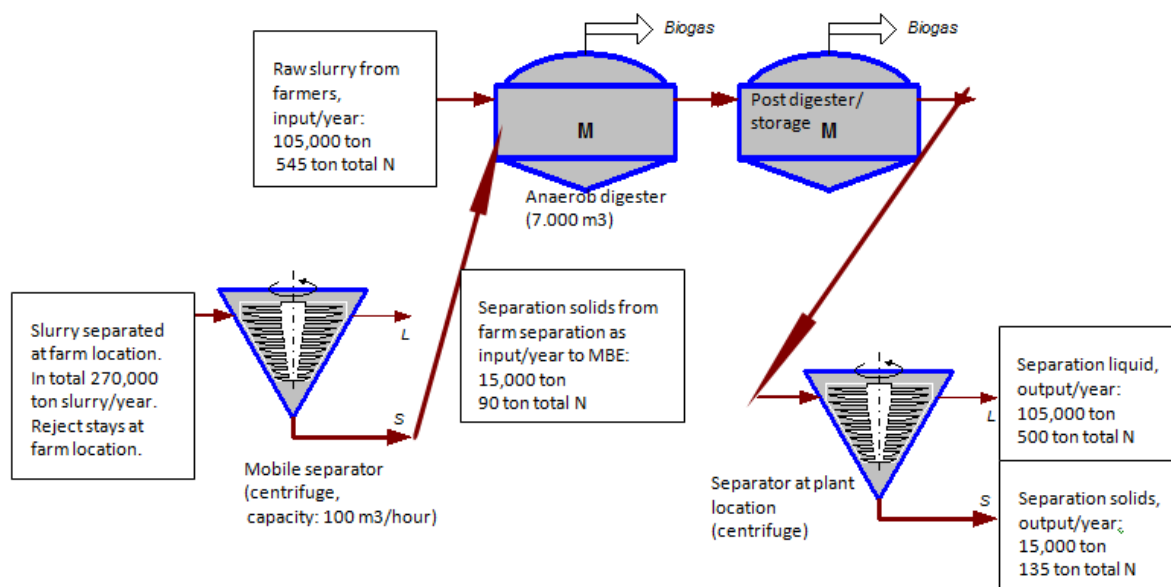 Biogas
Biogas
Raw slurry from
farmers,
input/year:
105,000 ton
545 ton total N
M
Post digester/
storage
M
Anaerob digester
(7.000 m3)
Slurry separated
at farm location.
In total 270,000
ton slurry/year.
Reject stays at
farm location.
L
S
Mobile separator
(centrifuge,
capacity: 100 m3/hour)
Separation solids from
farm separation as
input/year to MBE:
15,000 ton
90 ton total N
Separator at plant
location
(centrifuge)
L
S
Separation liquid,
output/year:
105,000 ton
500 ton total N
Separation solids,
output/year:
15,000 ton
135 ton total N